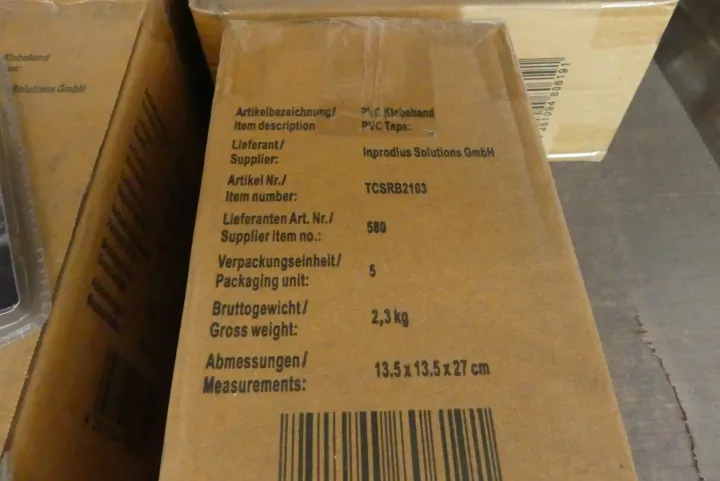 Klebeband
Solutions GmbH
Artikelbezeichnung/ PVC Klebeband
Item description PVC Tape:
Lieferant/
Supplier: Inprodius Solutions GmbH
Artikel Nr./
Item number: TCSRB2103
Lieferanten Art. Nr./
Supplier item no.: 580
Verpackungseinheit/
Packaging unit: 5
Bruttogewicht/
Gross weight: 2,3 kg
Abmessungen/
Measurements: 13,5 x 13,5 x 27 cm